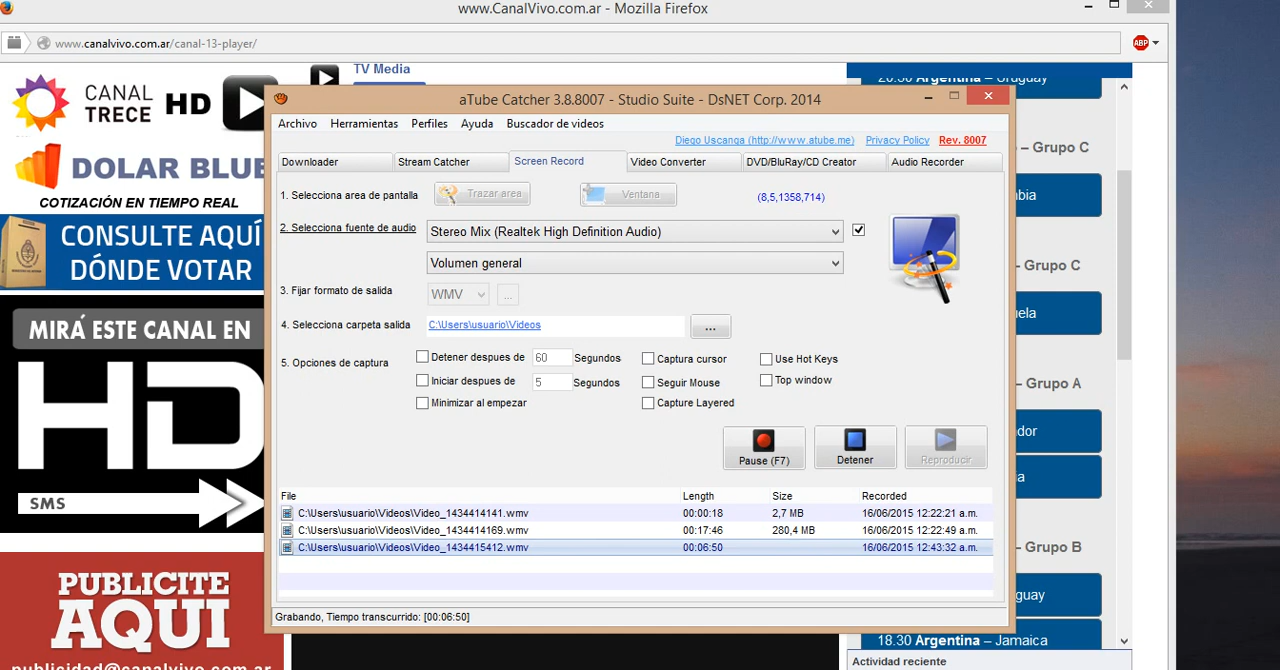 www.CanalVivo.com.ar - Mozilla Firefox
www.canalvivo.com.ar/canal-13-player/
ABP
TV Media
CANAL
TRECE HD
DOLAR BLUE
COTIZACIÓN EN TIEMPO REAL
CONSULTE AQUÍ
DÓNDE VOTAR
MIRÁ ESTE CANAL EN
HD
SMS
PUBLICITE
AQUI
publicidad@canalvivo.com.ar
aTube Catcher 3.8.8007 - Studio Suite - DsNET Corp. 2014
Archivo Herramientas Perfiles Ayuda Buscador de videos
Diego Uscanga (http://www.atube.me) Privacy Policy Rev. 8007
Downloader Stream Catcher Screen Record Video Converter DVD/BluRay/CD Creator Audio Recorder
1. Selecciona area de pantalla Trazar area Ventana (8,5,1358,714)
2. Selecciona fuente de audio Stereo Mix (Realtek High Definition Audio)
Volumen general
3. Fijar formato de salida WMV ...
4. Selecciona carpeta salida C:\Users\usuario\Videos ...
5. Opciones de captura
Detener despues de 60 Segundos Captura cursor Use Hot Keys
Iniciar despues de 5 Segundos Seguir Mouse Top window
Minimizar al empezar Capture Layered
Pause (F7) Detener Reproducir
File Length Size Recorded
C:\Users\usuario\Videos\Video_1434414141.wmv 00:00:18 2,7 MB 16/06/2015 12:22:21 a.m.
C:\Users\usuario\Videos\Video_1434414169.wmv 00:17:46 280,4 MB 16/06/2015 12:22:49 a.m.
C:\Users\usuario\Videos\Video_1434415412.wmv 00:06:50 16/06/2015 12:43:32 a.m.
Grabando, Tiempo transcurrido: [00:06:50]
20.30 Argentina – Uruguay
– Grupo C
– Grupo C
– Grupo A
– Grupo B
18.30 Argentina – Jamaica
Actividad reciente